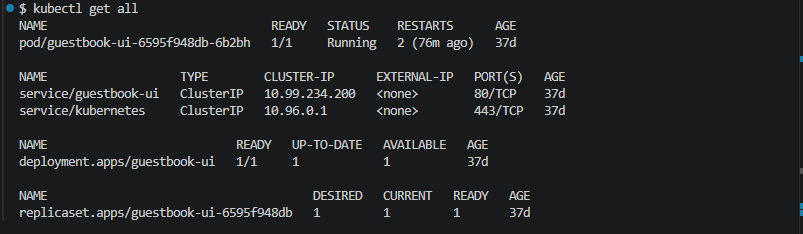 $ kubectl get all
NAME READY STATUS RESTARTS AGE
pod/guestbook-ui-6595f948db-6b2bh 1/1 Running 2 (76m ago) 37d
NAME TYPE CLUSTER-IP EXTERNAL-IP PORT(S) AGE
service/guestbook-ui ClusterIP 10.99.234.200 <none> 80/TCP 37d
service/kubernetes ClusterIP 10.96.0.1 <none> 443/TCP 37d
NAME READY UP-TO-DATE AVAILABLE AGE
deployment.apps/guestbook-ui 1/1 1 1 37d
NAME DESIRED CURRENT READY AGE
replicaset.apps/guestbook-ui-6595f948db 1 1 1 37d